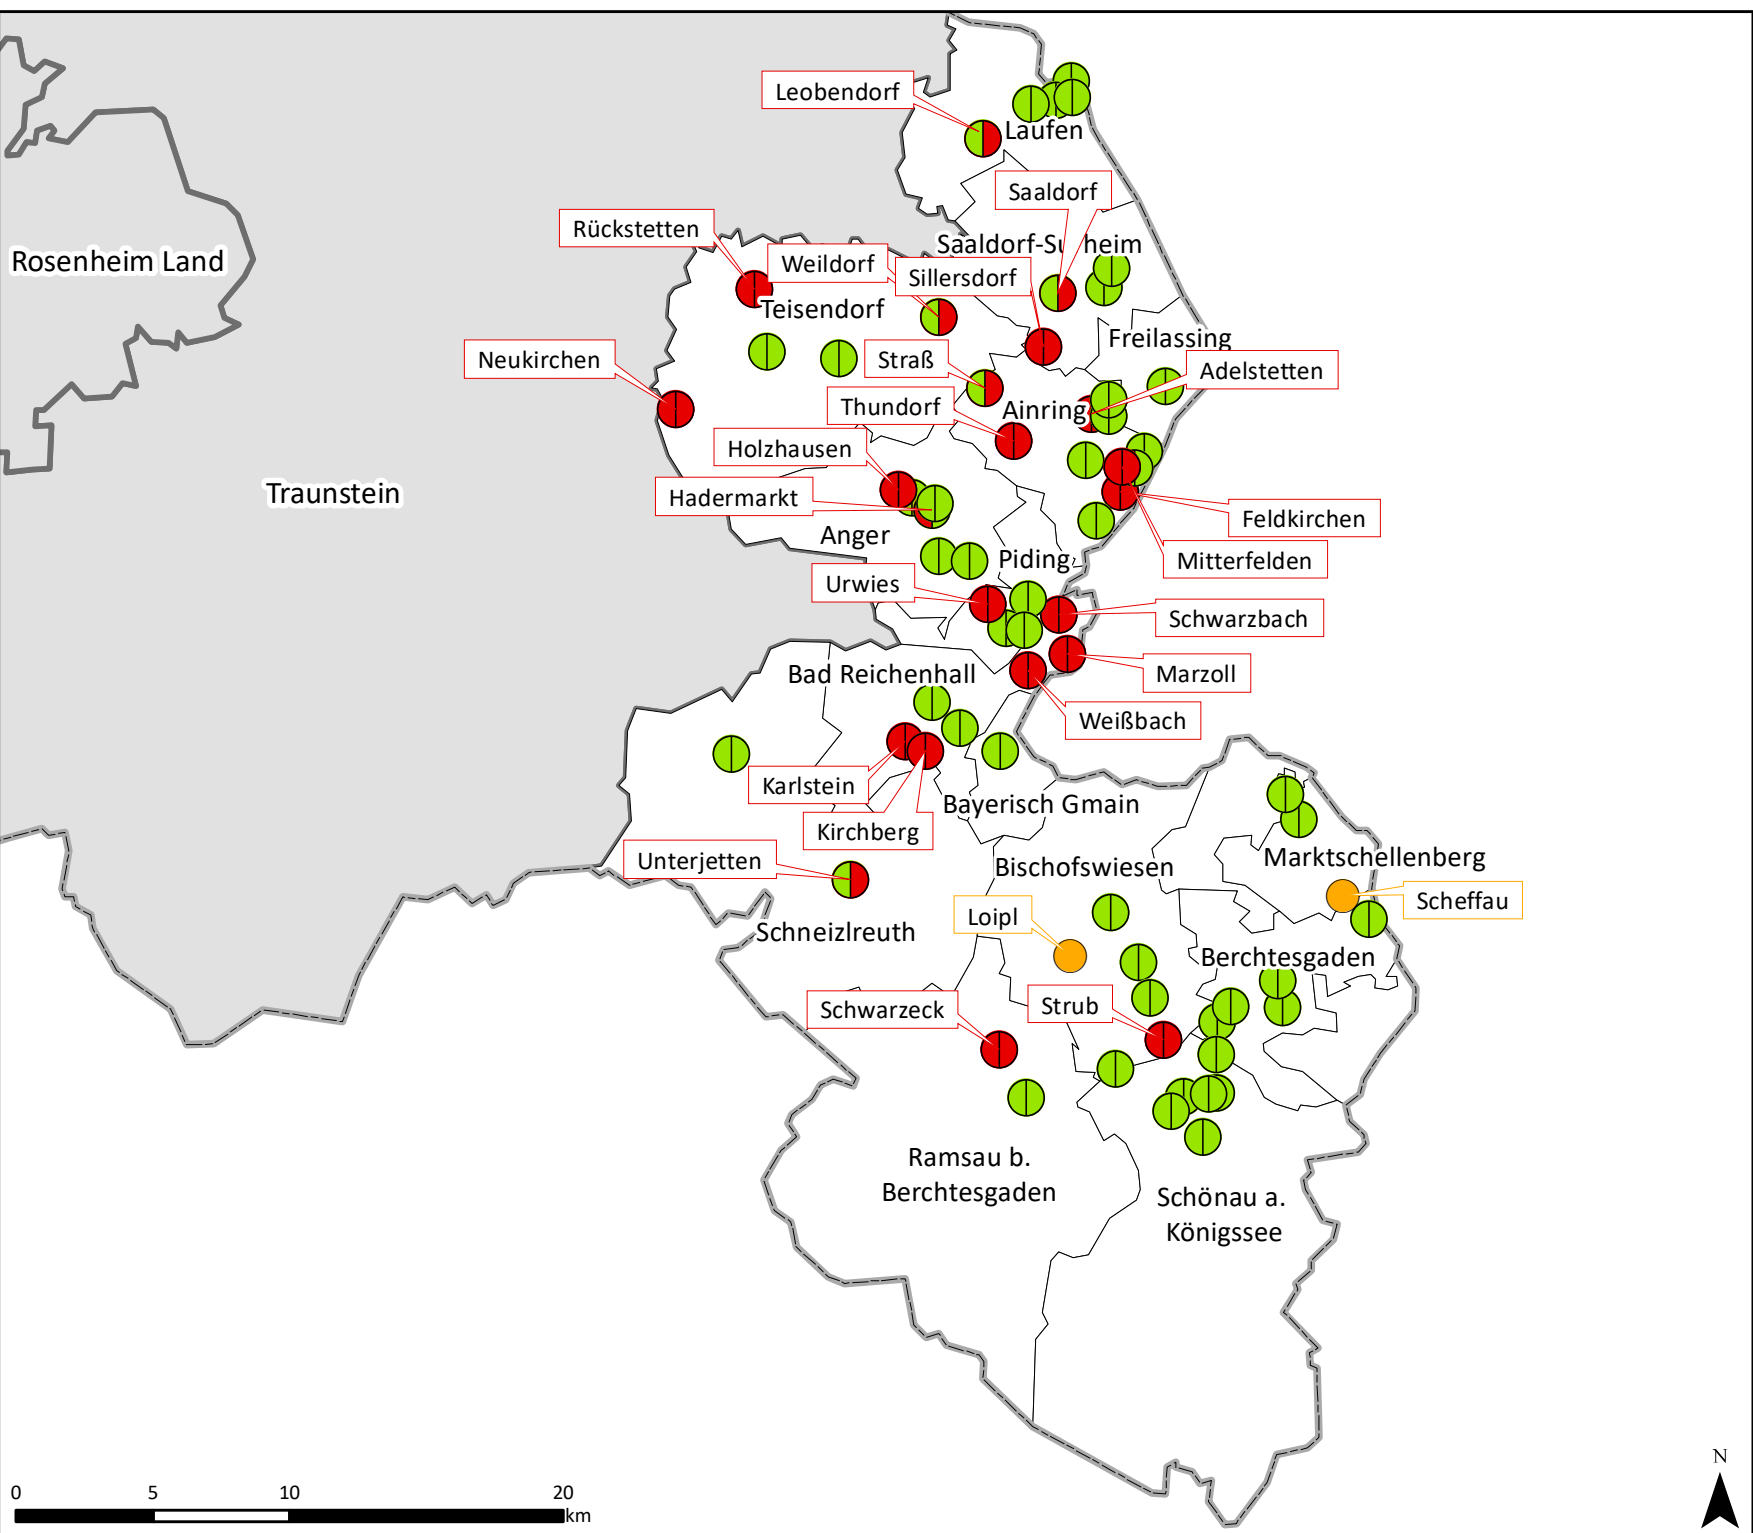 Leobendorf
Laufen
Saaldorf
Rückstetten
Saaldorf-Su heim
Rosenheim Land
Weildorf
Sillersdorf
Teisendorf
Freilassing
Neukirchen
Straß
Adelstetten
Thundorf
Ainring
Holzhausen
Traunstein
Hadermarkt
Feldkirchen
Anger
Piding
Mitterfelden
Urwies
Schwarzbach
Bad Reichenhall
Marzoll
Weißbach
Karlstein
Bayerisch Gmain
Kirchberg
Unterjetten
Bischofswiesen
Marktschellenberg
Scheffau
Loipl
Schneizlreuth
Berchtesgaden
Schwarzeck
Strub
Ramsau b.
Berchtesgaden
Schönau a.
Königssee
N
0 5 10 20
km